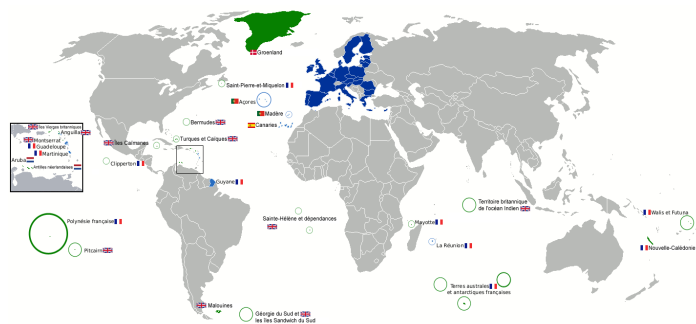 Groenland
Saint-Pierre-et-Miquelon
Açores
Madère
Canaries
Bermudes
Turques et Caïques
îles Caïmanes
Clipperton
îles Vierges britanniques
Anguilla
Montserrat
Guadeloupe
Martinique
Aruba
Antilles néerlandaises
Guyane
Polynésie française
Pitcairn
Sainte-Hélène et dépendances
Mayotte
La Réunion
Territoire britannique
de l'océan Indien
Walis et Futuna
Nouvelle-Calédonie
Terres australes
et antarctiques françaises
Malouines
Géorgie du Sud et
les îles Sandwich du Sud